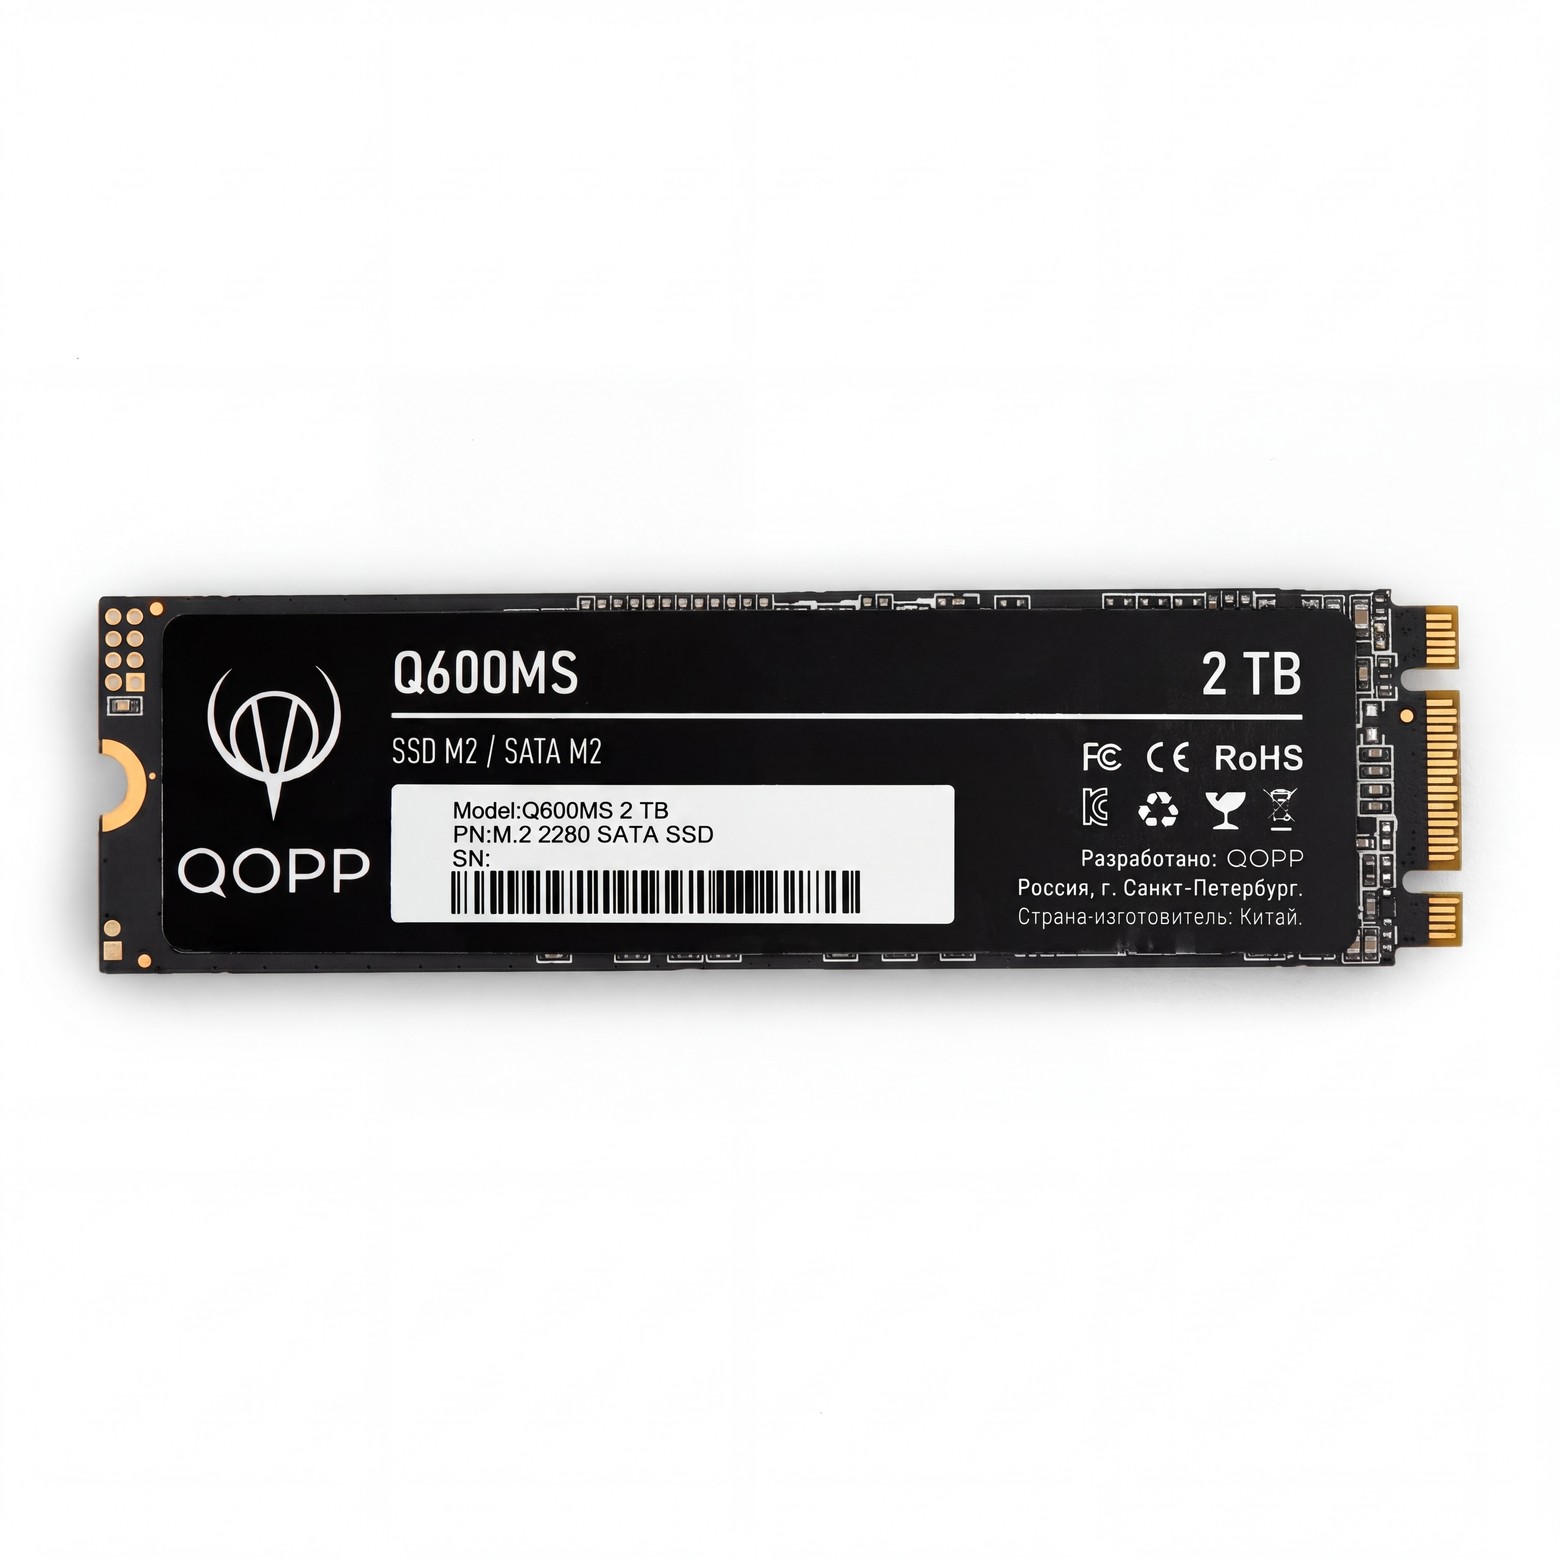 Q600MS
2 TB
SSD M2 / SATA M2
FC CE RoHS
Model:Q600MS 2 TB
PN:M.2 2280 SATA SSD
SN:
QOPP
Разработано: QOPP
Россия, г. Санкт-Петербург.
Страна-изготовитель: Китай.